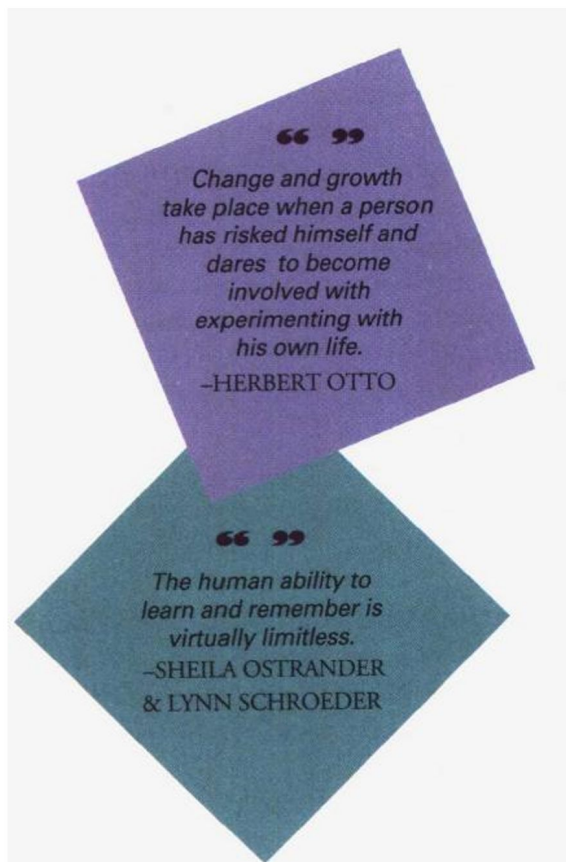 “ ”
Change and growth
take place when a person
has risked himself and
dares to become
involved with
experimenting with
his own life.
–HERBERT OTTO
“ ”
The human ability to
learn and remember is
virtually limitless.
–SHEILA OSTRANDER
& LYNN SCHROEDER